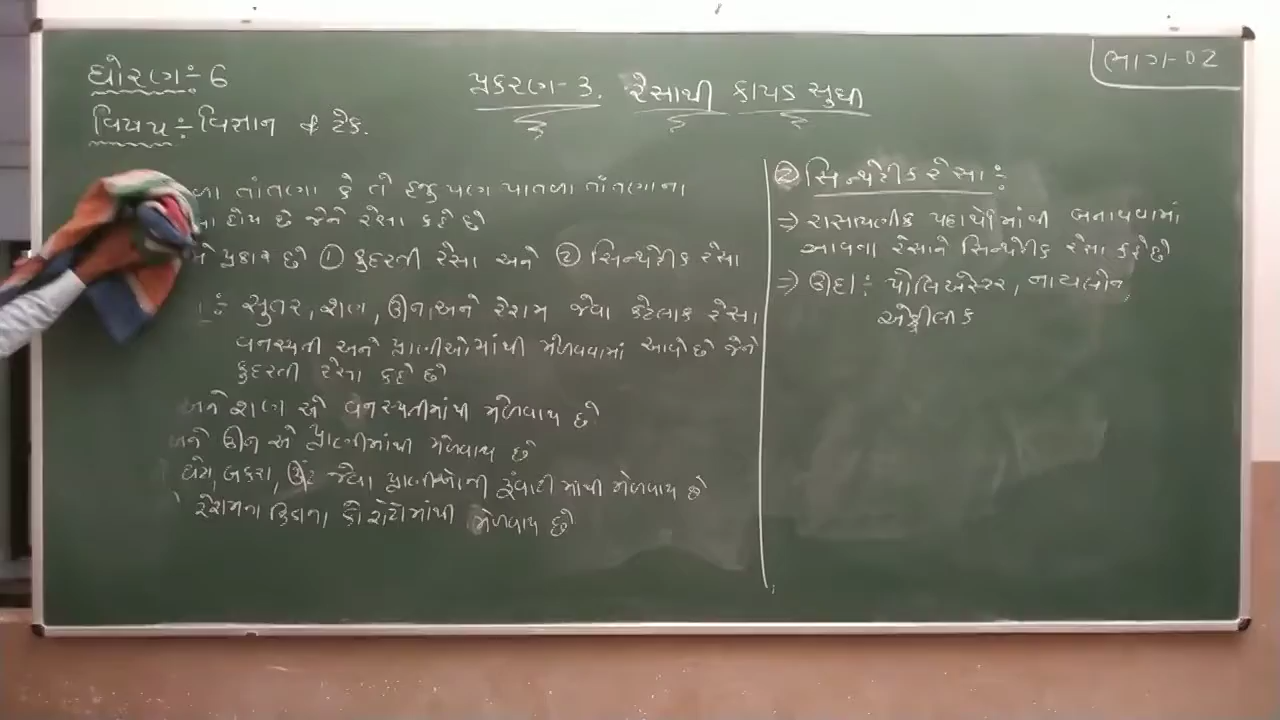 ધોરણ÷ 6
વિષય÷ વિજ્ઞાન & ટેક.
પ્રકરણ-3. રેસાથી કાપડ સુધી
ભાગ-02
ળા તાંતણા કે તો હજુ પણ પાતળા તાંતણાના
હોય છે જેને રેસા કહે છે
બે પ્રકાર છે ① કુદરતી રેસા અને ② સિન્થેટીક રેસા
÷ સુતર, શણ, ઊન, અને રેશમ જેવા કેટલાક રેસા
વનસ્પતી અને પ્રાણીઓમાંથી મેળવવામાં આવે છે જેને
કુદરતી રેસા કહે છે
અને શણ એ વનસ્પતીમાંથી મેળવાય છે
અને ઊન એ પ્રાણીમાંથી મેળવાય છે
ઘેટા, બકરા, ઊંટ જેવા પ્રાણીઓની રૂંવાટીમાંથી મેળવાય છે
રેશમના કિડાના કોશેટોમાંથી મેળવાય છે
② સિન્થેટીક રેસા÷
⇒ રાસાયણીક પદાર્થોમાંથી બનાવવામાં
આવતા રેસાને સિન્થેટીક રેસા કહે છે
⇒ ઊદા÷ પોલિએસ્ટર, નાયલોન,
એક્રીલીક